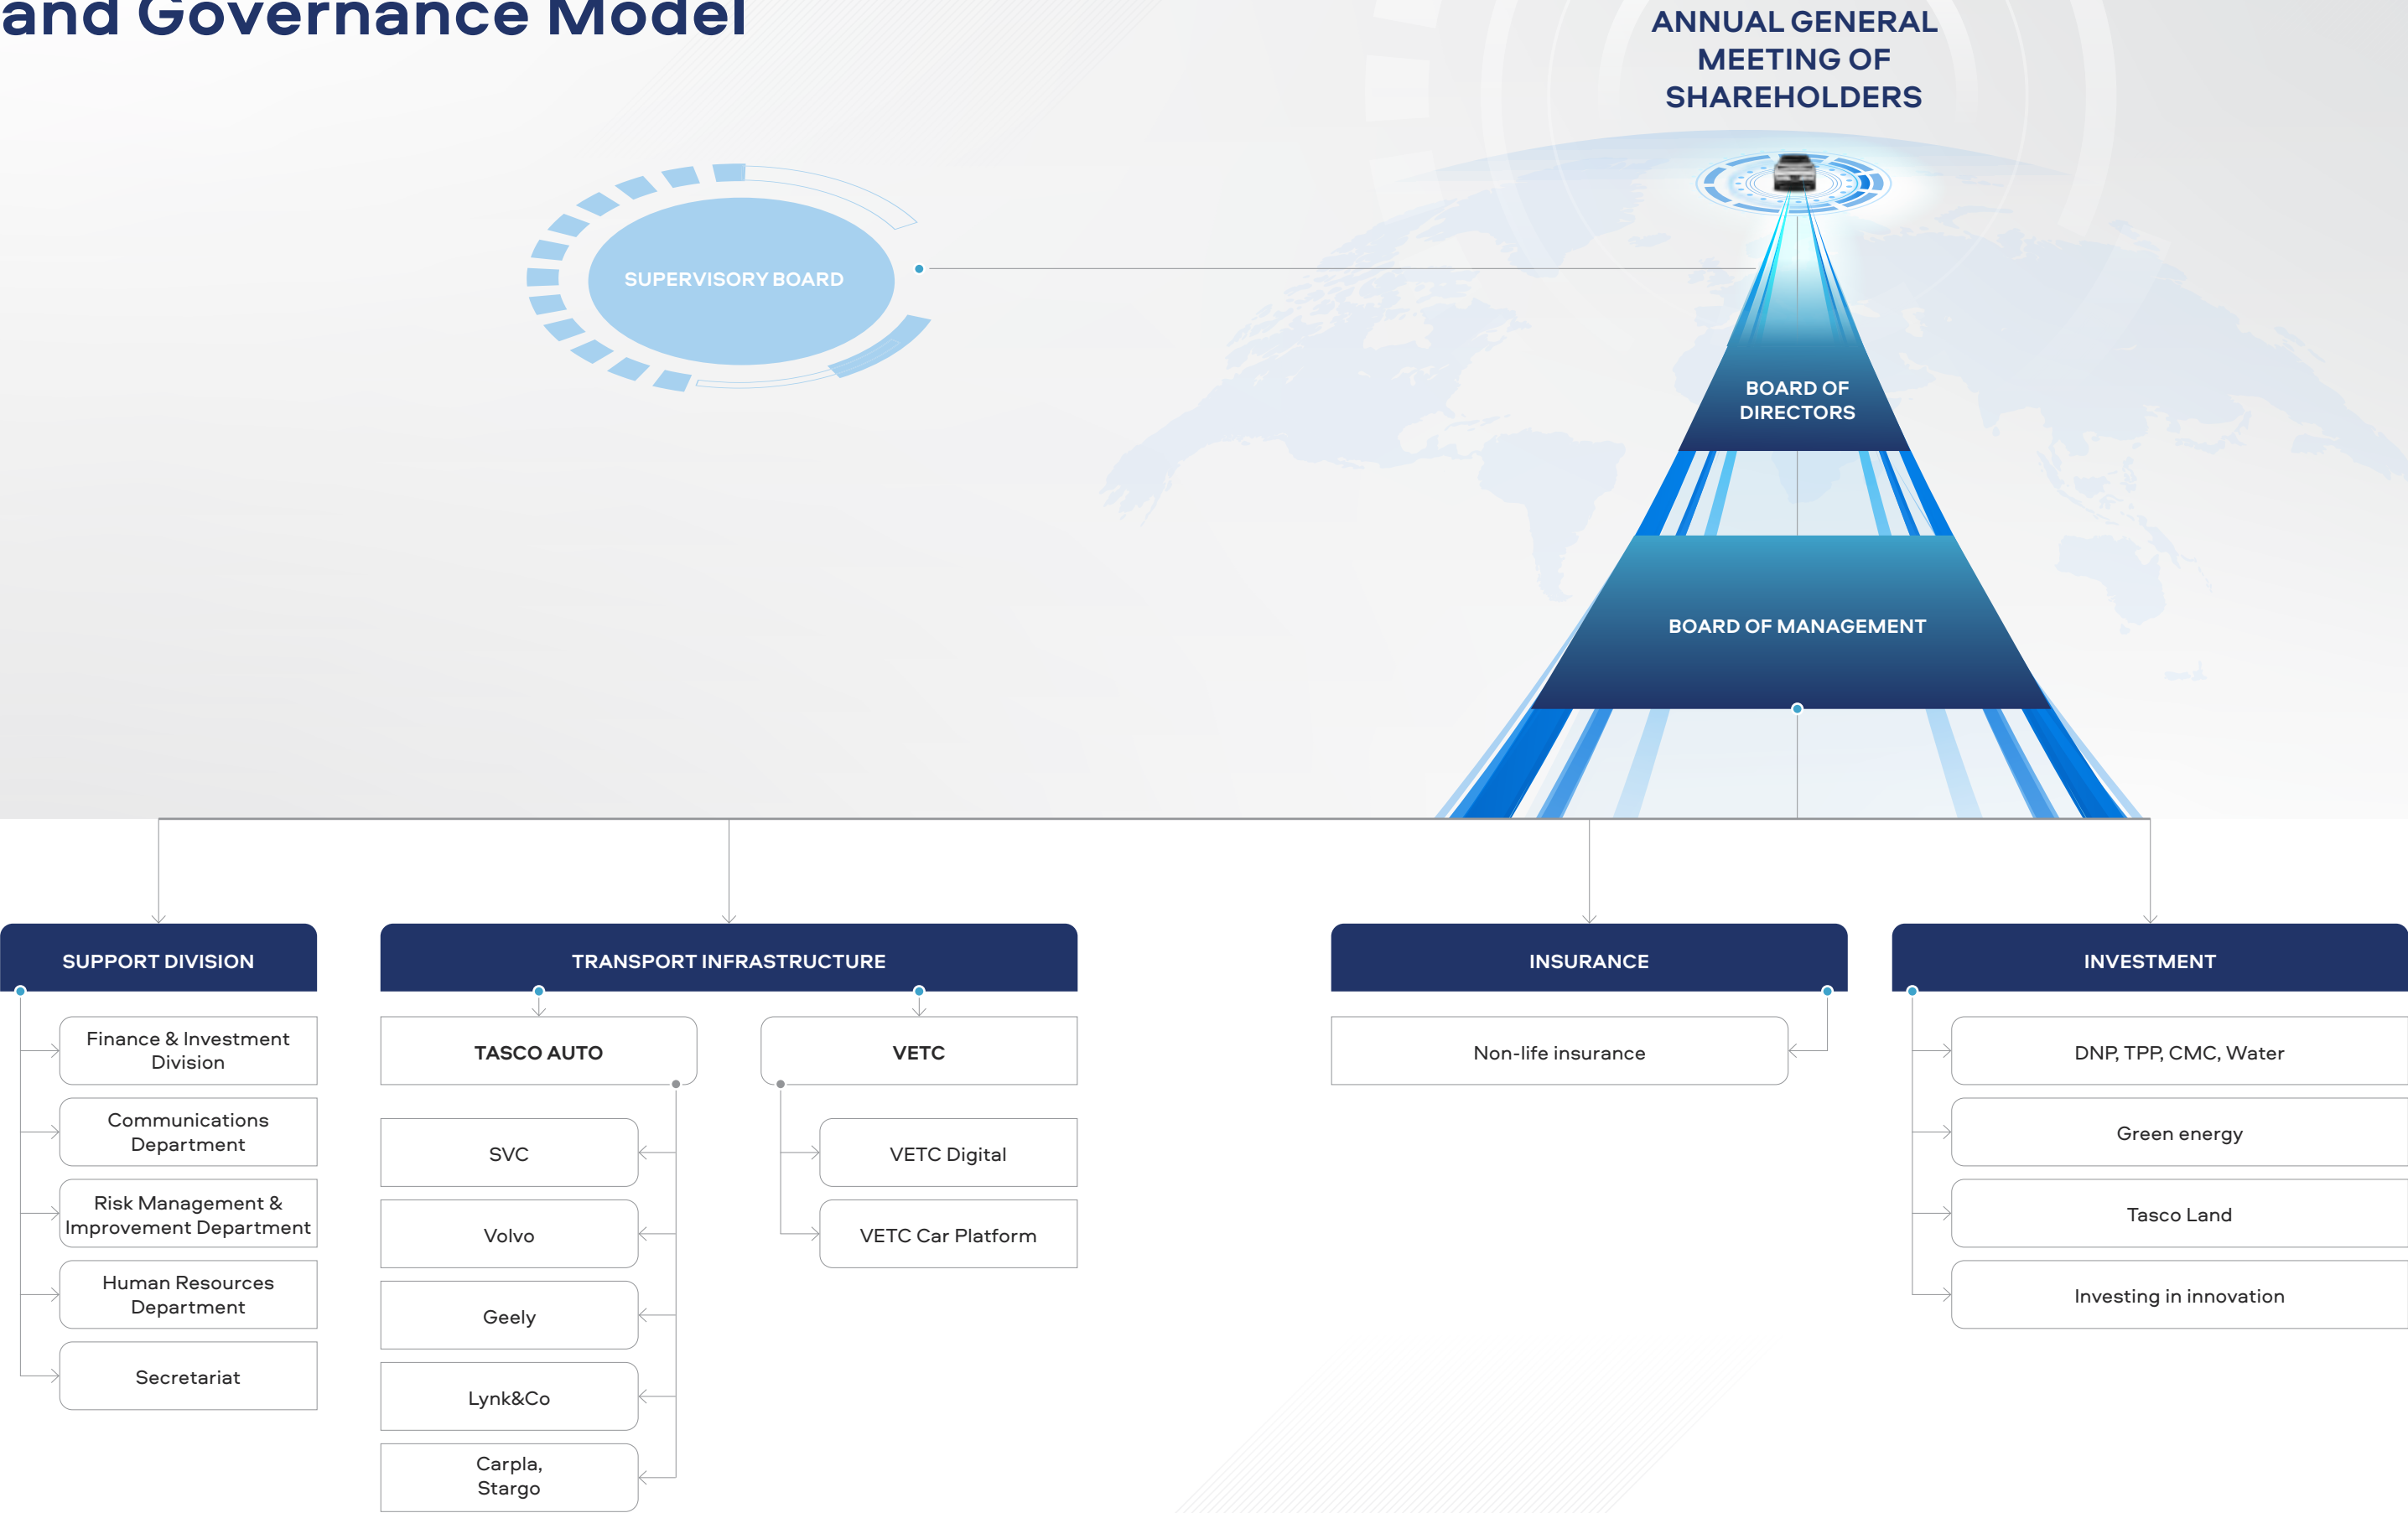 and Governance Model
ANNUAL GENERAL
MEETING OF
SHAREHOLDERS
SUPERVISORY BOARD
BOARD OF
DIRECTORS
BOARD OF MANAGEMENT
SUPPORT DIVISION
Finance & Investment
Division
Communications
Department
Risk Management &
Improvement Department
Human Resources
Department
Secretariat
TRANSPORT INFRASTRUCTURE
TASCO AUTO
SVC
Volvo
Geely
Lynk&Co
Carpla,
Stargo
VETC
VETC Digital
VETC Car Platform
INSURANCE
Non-life insurance
INVESTMENT
DNP, TPP, CMC, Water
Green energy
Tasco Land
Investing in innovation